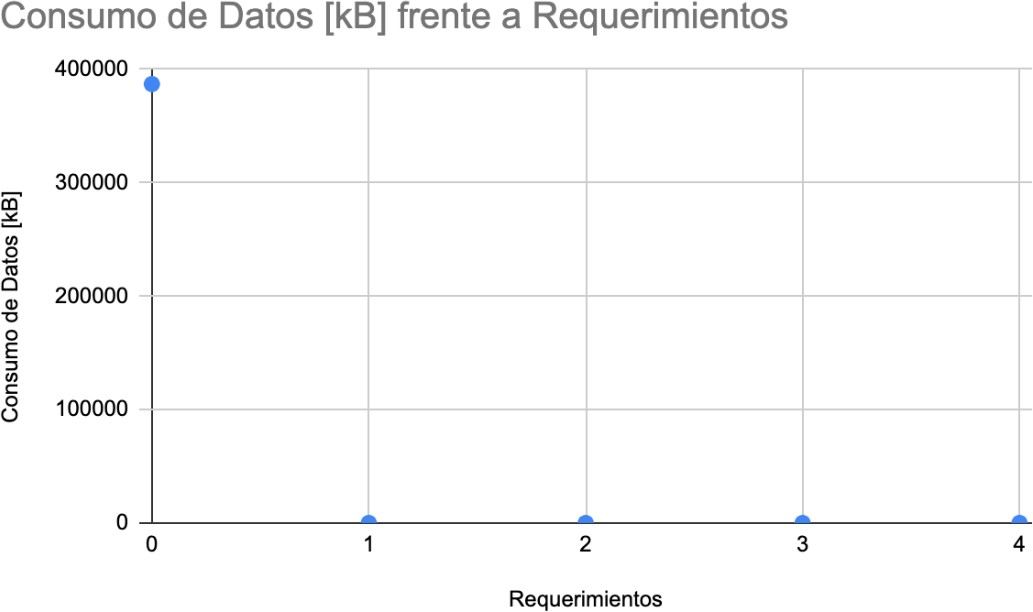 Consumo de Datos [kB] frente a Requerimientos
400000
300000
200000
100000
0
Consumo de Datos [kB]
0 1 2 3 4
Requerimientos